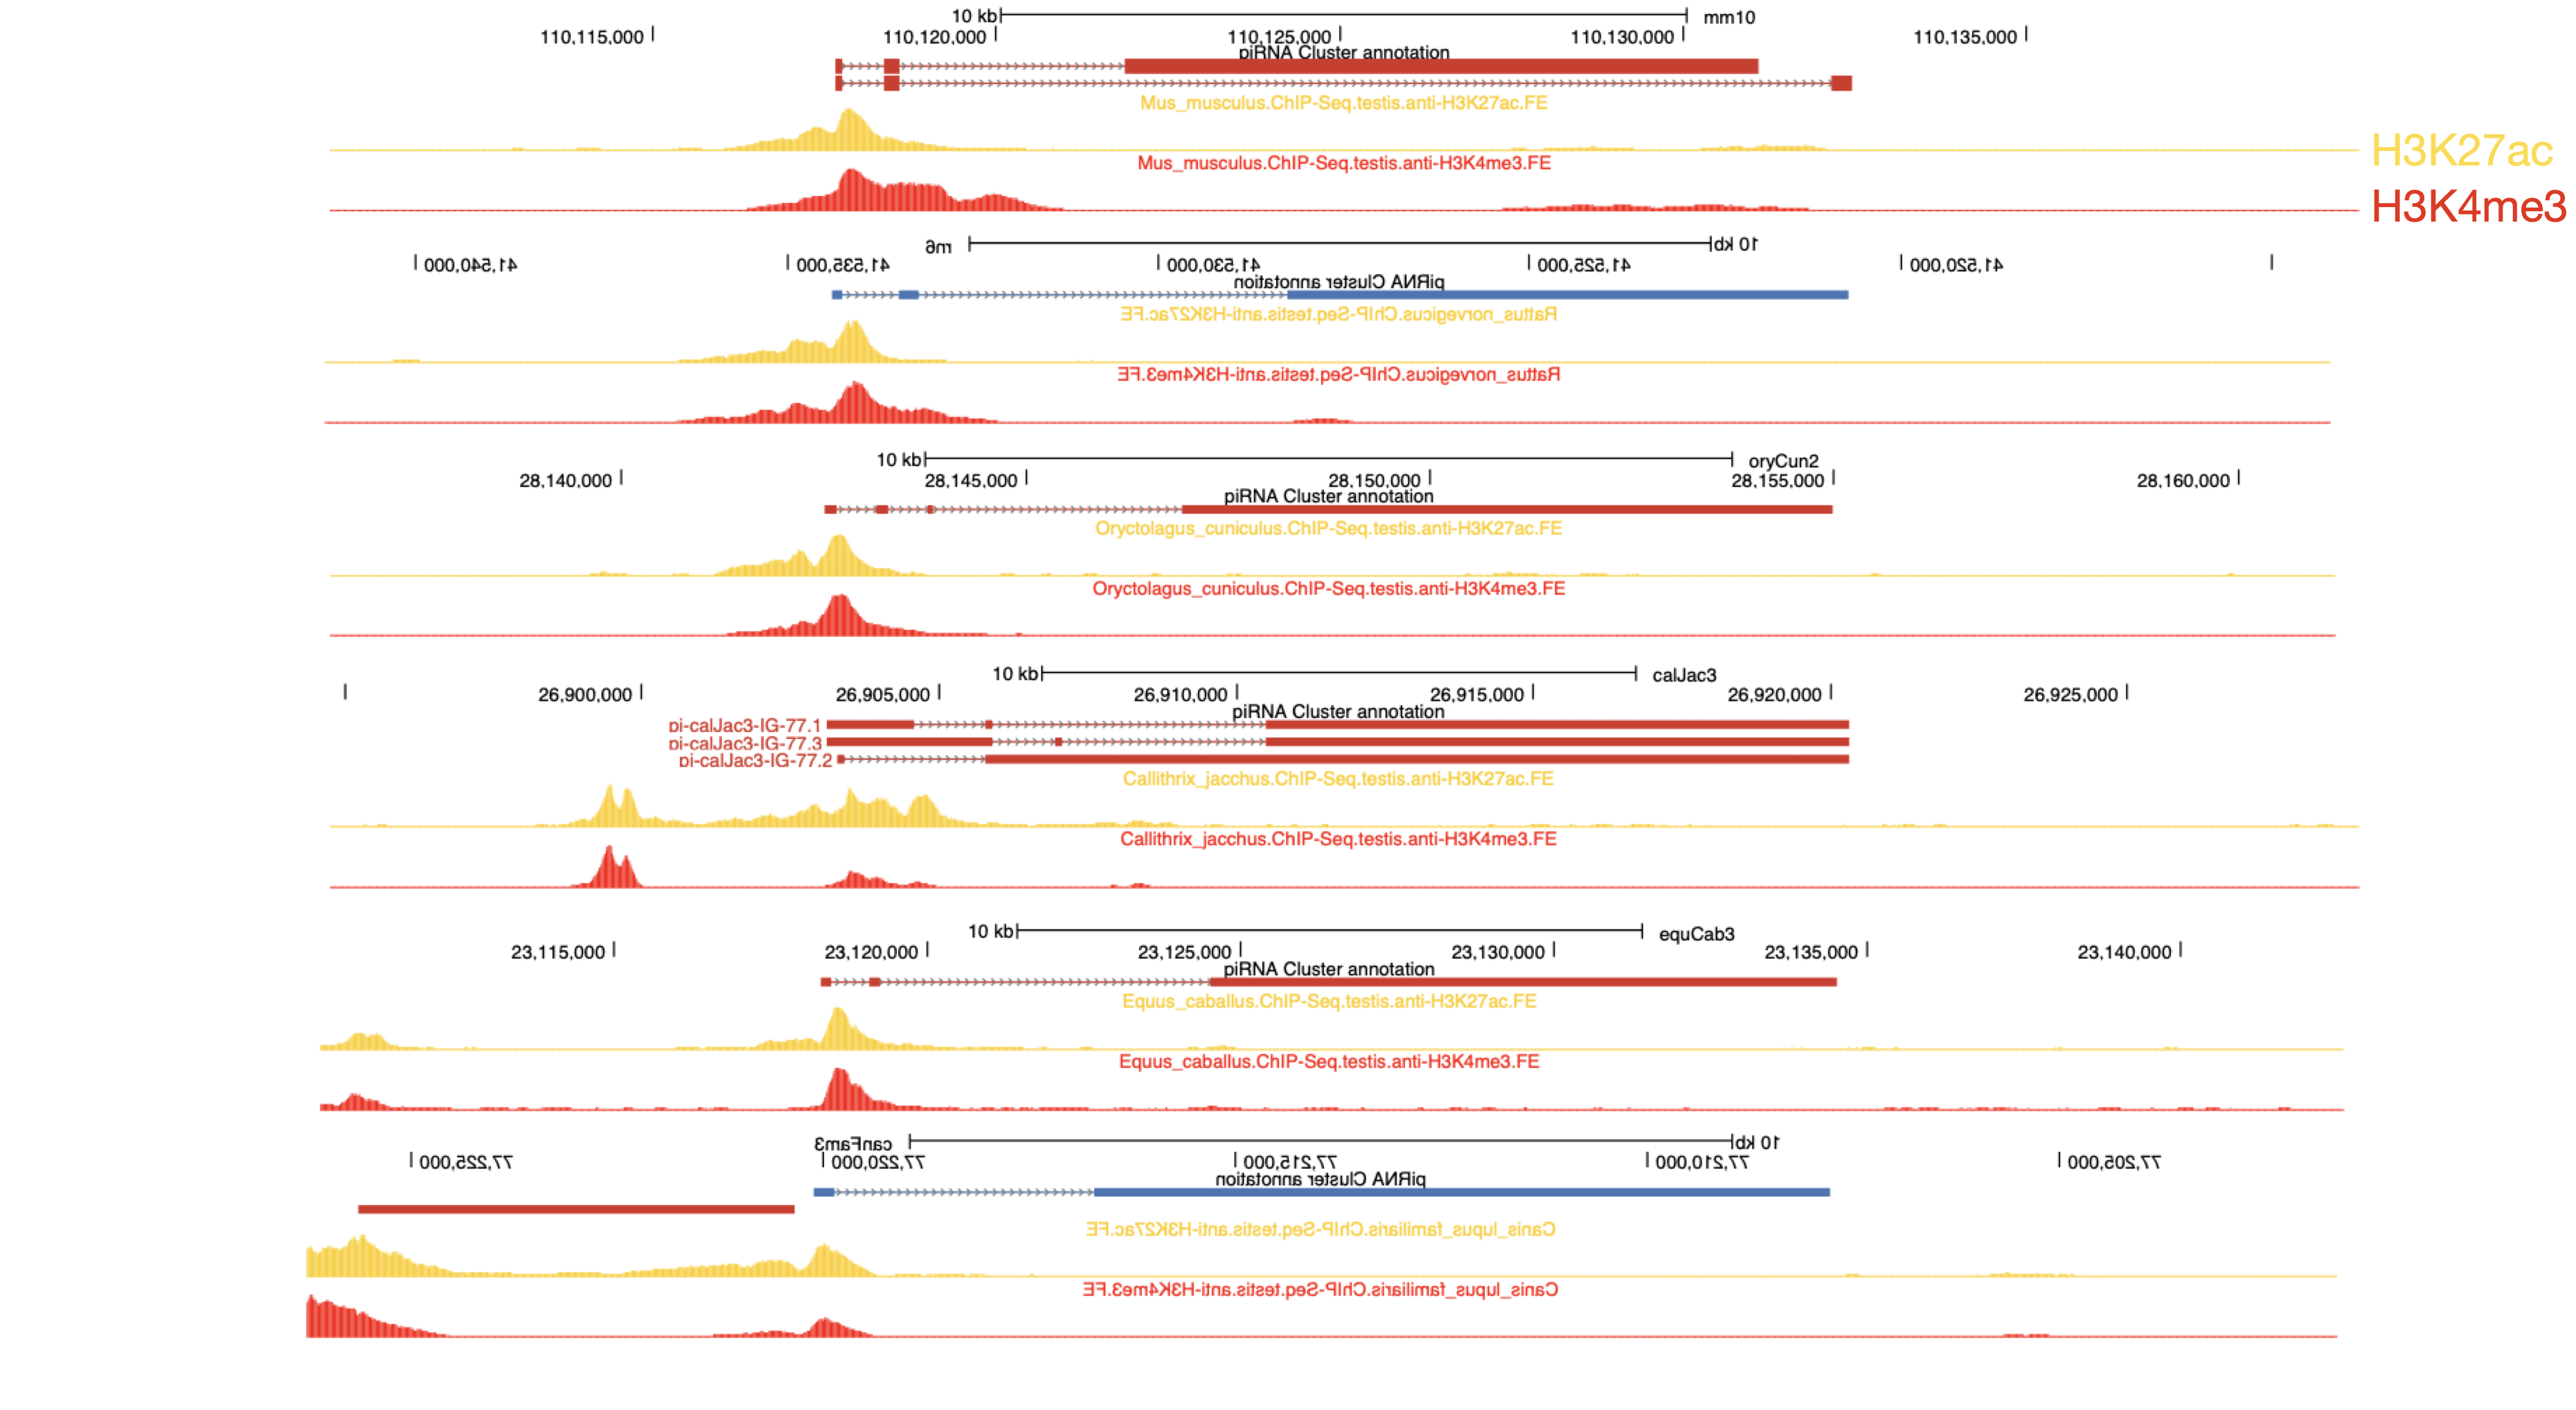 10 kb mm10
110,115,000 110,120,000 110,125,000 110,130,000 110,135,000
piRNA Cluster annotation
Mus_musculus.ChIP-Seq.testis.anti-H3K27ac.FE
H3K27ac
Mus_musculus.ChIP-Seq.testis.anti-H3K4me3.FE
H3K4me3
rn6 10 kb
41,540,000 41,535,000 41,530,000 41,525,000 41,520,000
piRNA Cluster annotation
Rattus_norvegicus.ChIP-Seq.testis.anti-H3K27ac.FE
Rattus_norvegicus.ChIP-Seq.testis.anti-H3K4me3.FE
10 kb oryCun2
28,140,000 28,145,000 28,150,000 28,155,000 28,160,000
piRNA Cluster annotation
Oryctolagus_cuniculus.ChIP-Seq.testis.anti-H3K27ac.FE
Oryctolagus_cuniculus.ChIP-Seq.testis.anti-H3K4me3.FE
10 kb calJac3
26,900,000 26,905,000 26,910,000 26,915,000 26,920,000 26,925,000
piRNA Cluster annotation
pi-calJac3-IG-77.1
pi-calJac3-IG-77.3
pi-calJac3-IG-77.2
Callithrix_jacchus.ChIP-Seq.testis.anti-H3K27ac.FE
Callithrix_jacchus.ChIP-Seq.testis.anti-H3K4me3.FE
10 kb equCab3
23,115,000 23,120,000 23,125,000 23,130,000 23,135,000 23,140,000
piRNA Cluster annotation
Equus_caballus.ChIP-Seq.testis.anti-H3K27ac.FE
Equus_caballus.ChIP-Seq.testis.anti-H3K4me3.FE
canFam3 10 kb
77,225,000 77,220,000 77,215,000 77,210,000 77,205,000
piRNA Cluster annotation
Canis_lupus_familiaris.ChIP-Seq.testis.anti-H3K27ac.FE
Canis_lupus_familiaris.ChIP-Seq.testis.anti-H3K4me3.FE